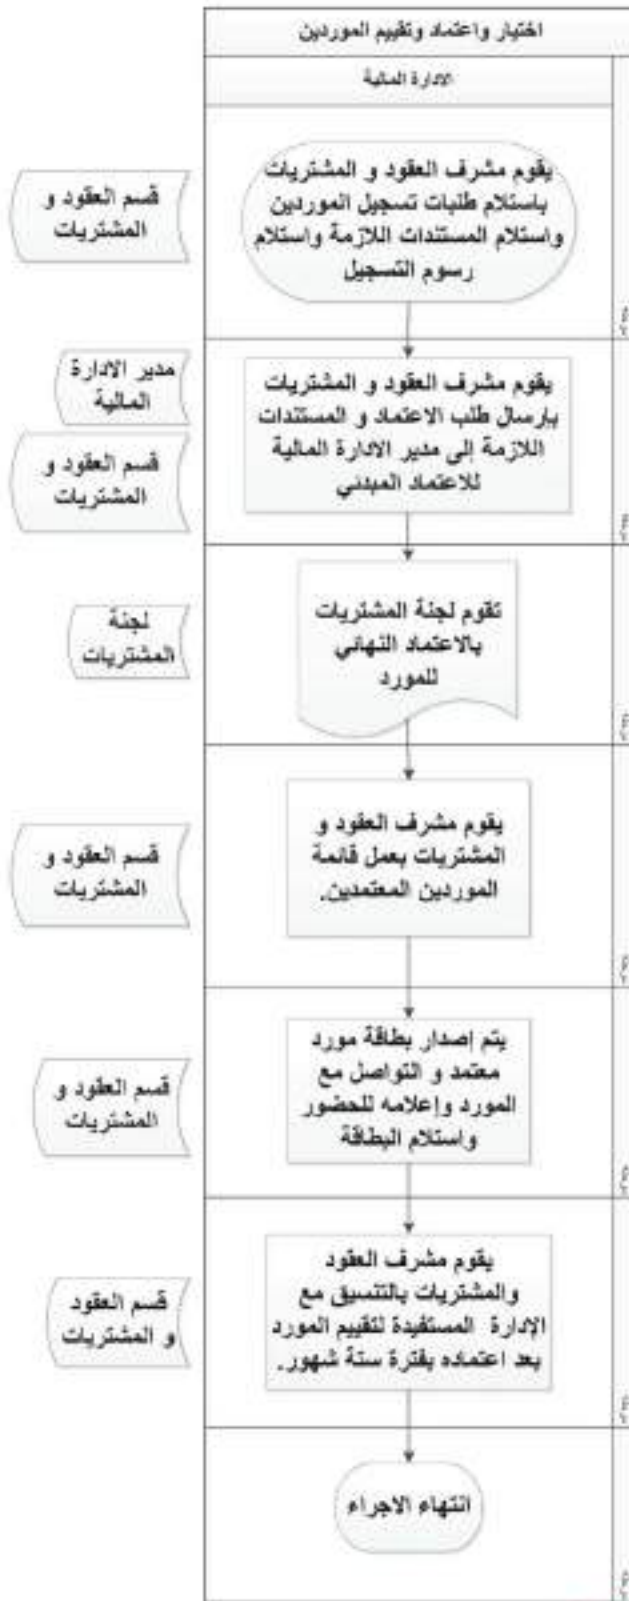 اختيار واعتماد وتقييم الموردين
الادارة المالية
يقوم مشرف العقود و المشتريات
باستلام طلبات تسجيل الموردين
واستلام المستندات اللازمة واستلام
رسوم التسجيل
قسم العقود و
المشتريات
يقوم مشرف العقود و المشتريات
بإرسال طلب الاعتماد و المستندات
اللازمة إلى مدير الادارة المالية
للاعتماد المبدئي
مدير الادارة
المالية
قسم العقود و
المشتريات
تقوم لجنة المشتريات
بالاعتماد النهائي
للمورد
لجنة
المشتريات
يقوم مشرف العقود و
المشتريات بعمل قائمة
الموردين المعتمدين.
قسم العقود و
المشتريات
يتم إصدار بطاقة مورد
معتمد و التواصل مع
المورد وإعلامه للحضور
واستلام البطاقة
قسم العقود و
المشتريات
يقوم مشرف العقود
والمشتريات بالتنسيق مع
الإدارة المستفيدة لتقييم المورد
بعد اعتماده بفترة ستة شهور.
قسم العقود
و المشتريات
انتهاء الاجراء